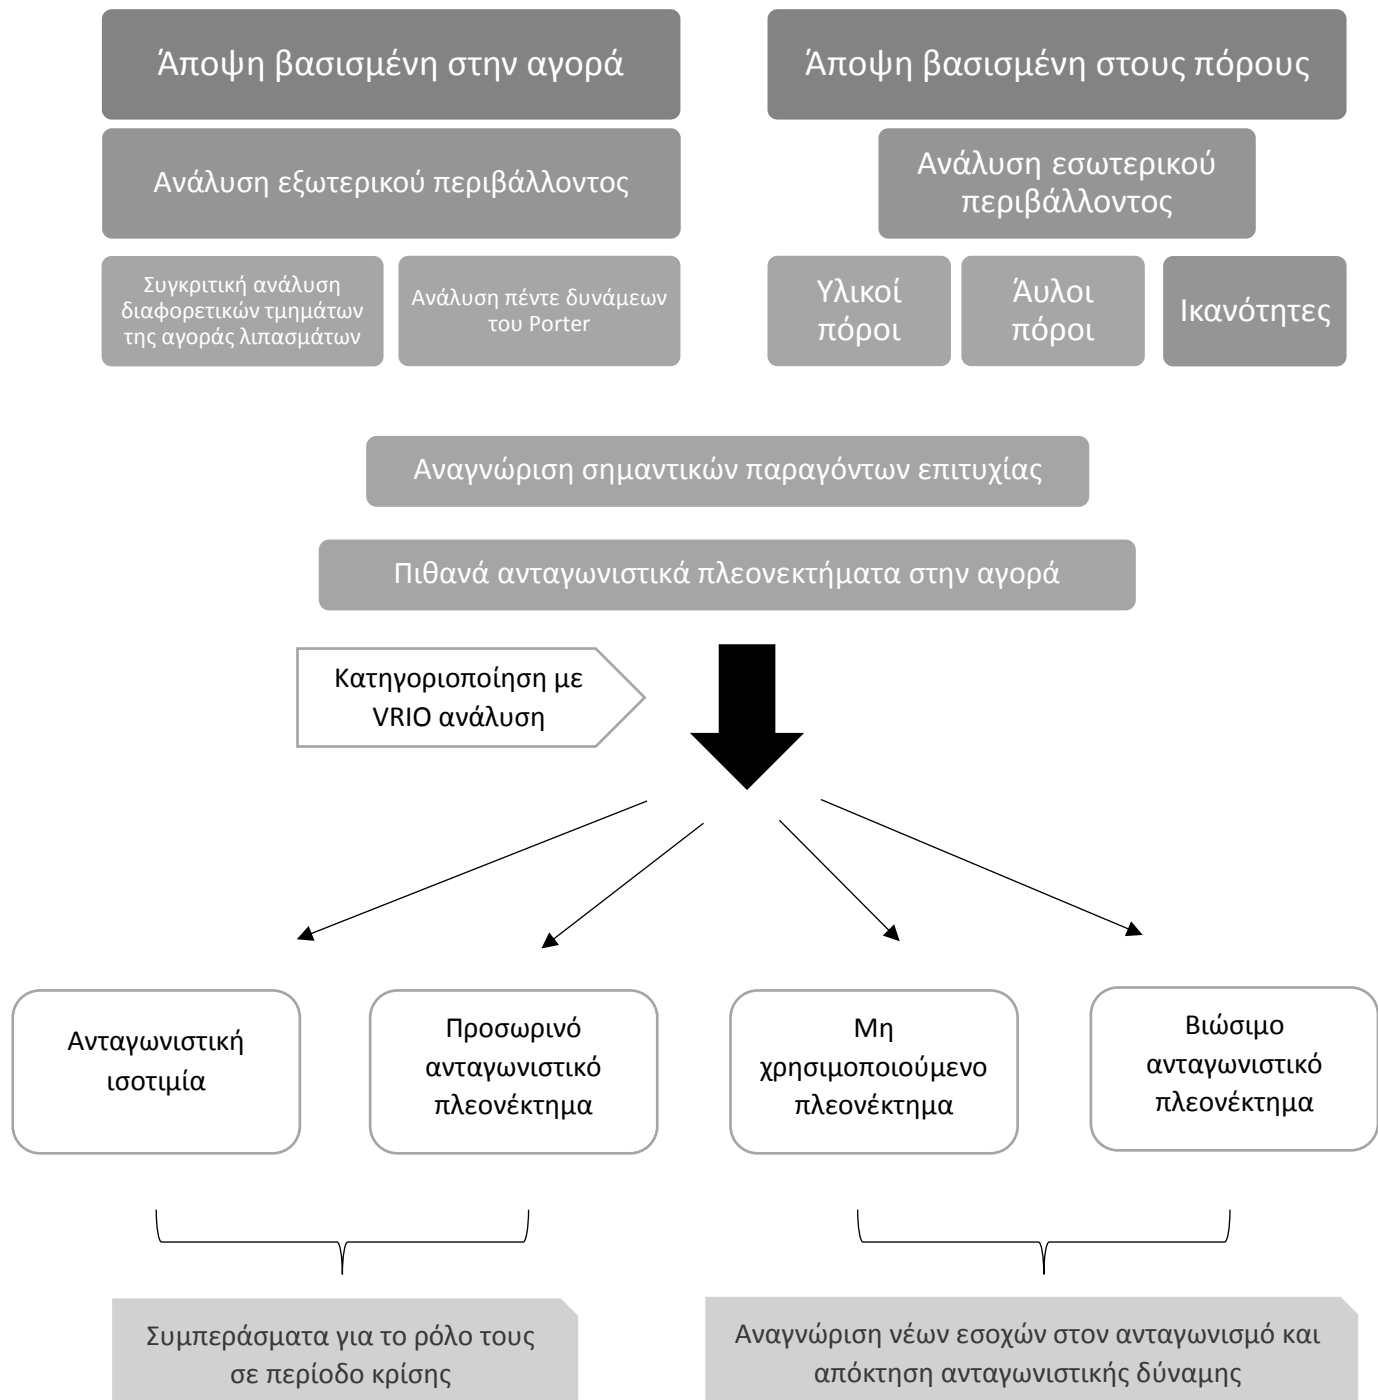 Άποψη βασισμένη στην αγορά
Άποψη βασισμένη στους πόρους
Ανάλυση εξωτερικού περιβάλλοντος
Ανάλυση εσωτερικού
περιβάλλοντος
Συγκριτική ανάλυση
διαφορετικών τμημάτων
της αγοράς λιπασμάτων
Ανάλυση πέντε δυνάμεων
του Porter
Υλικοί
πόροι
Άυλοι
πόροι
Ικανότητες
Αναγνώριση σημαντικών παραγόντων επιτυχίας
Πιθανά ανταγωνιστικά πλεονεκτήματα στην αγορά
Κατηγοριοποίηση με
VRIO ανάλυση
Ανταγωνιστική
ισοτιμία
Προσωρινό
ανταγωνιστικό
πλεονέκτημα
Μη
χρησιμοποιούμενο
πλεονέκτημα
Βιώσιμο
ανταγωνιστικό
πλεονέκτημα
Συμπεράσματα για το ρόλο τους
σε περίοδο κρίσης
Αναγνώριση νέων εσοχών στον ανταγωνισμό και
απόκτηση ανταγωνιστικής δύναμης